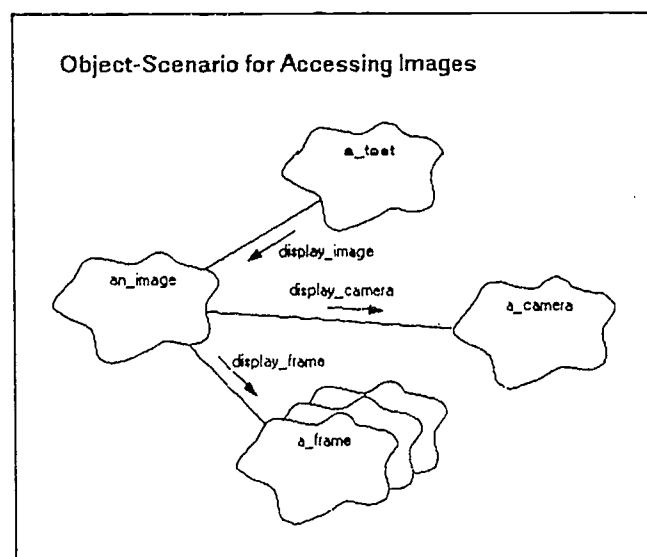 Object-Scenario for Accessing Images
a_test
display_image
an_image
display_camera
a_camera
display_frame
a_frame